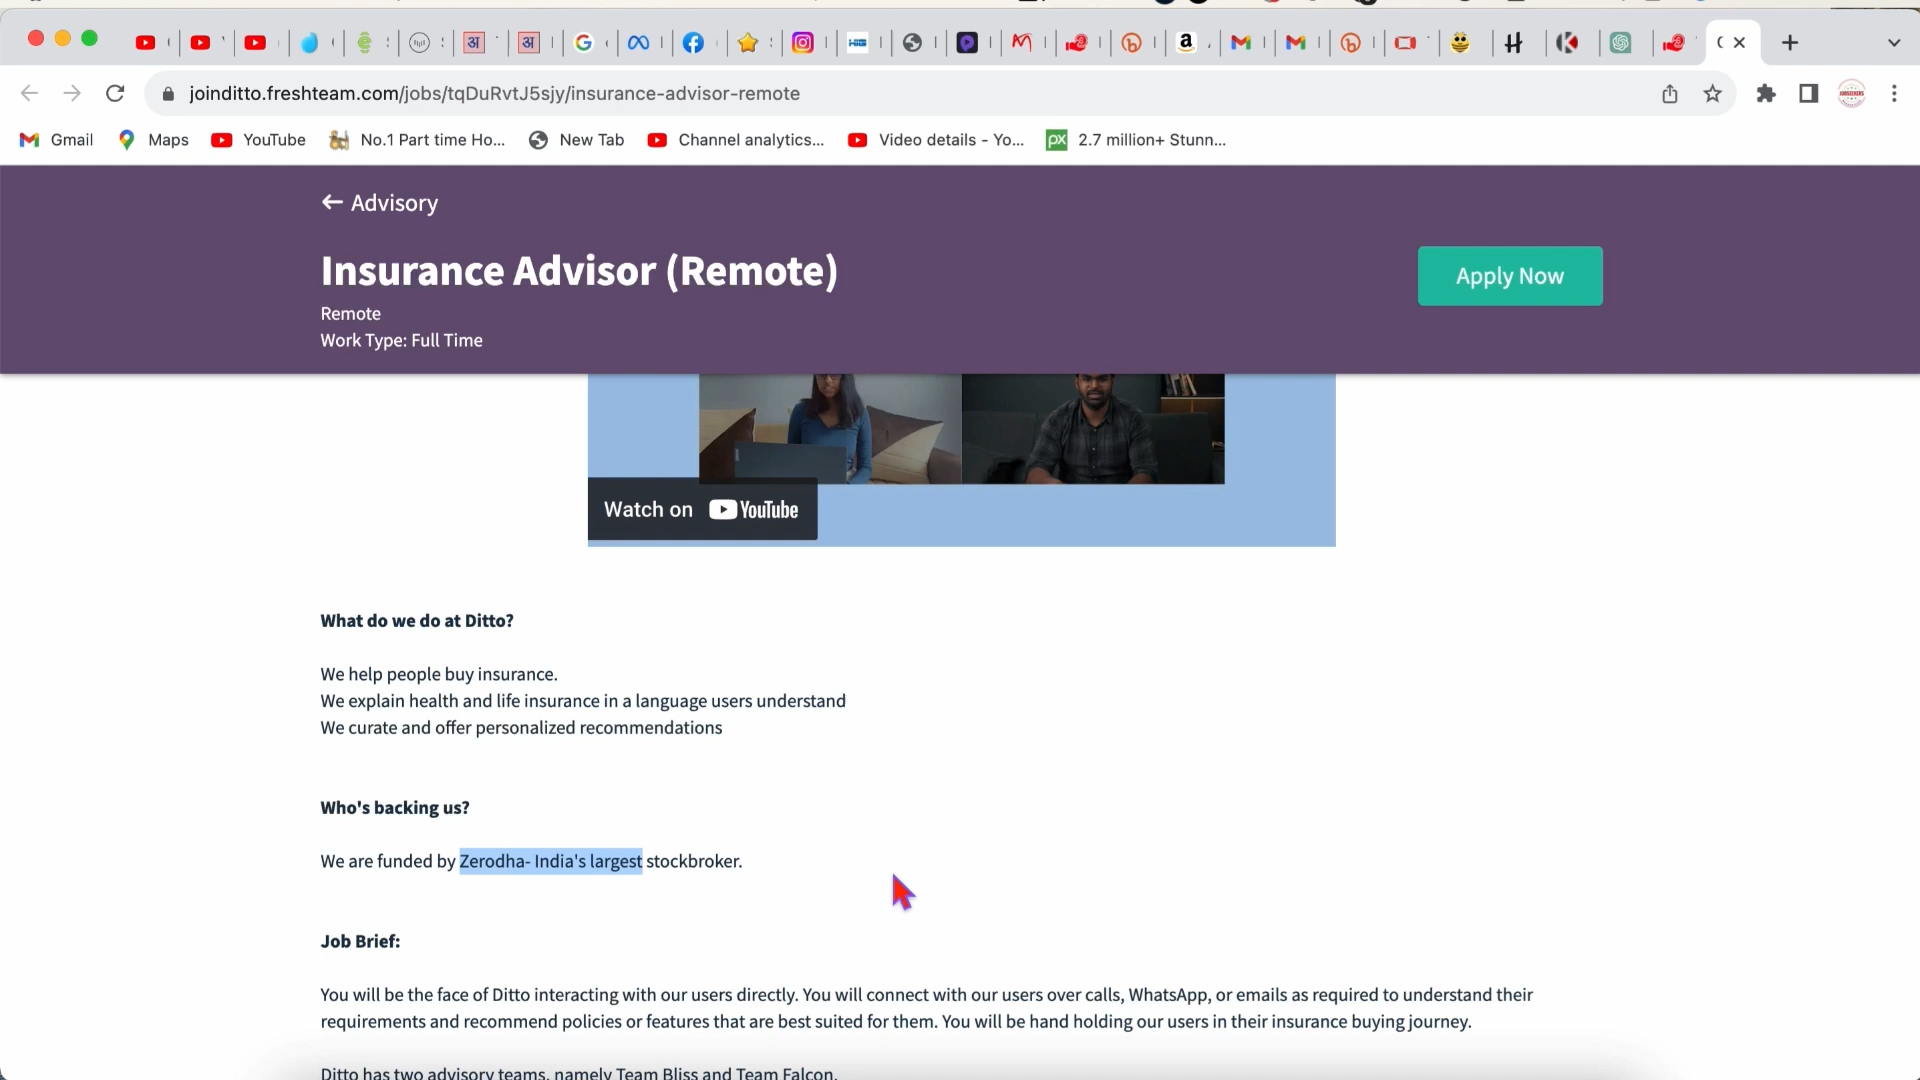 joinditto.freshteam.com/jobs/tqDuRvtJ5sjy/insurance-advisor-remote
Gmail Maps YouTube No.1 Part time Ho... New Tab Channel analytics... Video details - Yo... 2.7 million+ Stunn...
← Advisory
Insurance Advisor (Remote)
Apply Now
Remote
Work Type: Full Time
Watch on YouTube
What do we do at Ditto?
We help people buy insurance.
We explain health and life insurance in a language users understand
We curate and offer personalized recommendations
Who's backing us?
We are funded by Zerodha- India's largest stockbroker.
Job Brief:
You will be the face of Ditto interacting with our users directly. You will connect with our users over calls, WhatsApp, or emails as required to understand their
requirements and recommend policies or features that are best suited for them. You will be hand holding our users in their insurance buying journey.
Ditto has two advisory teams, namely Team Bliss and Team Falcon.